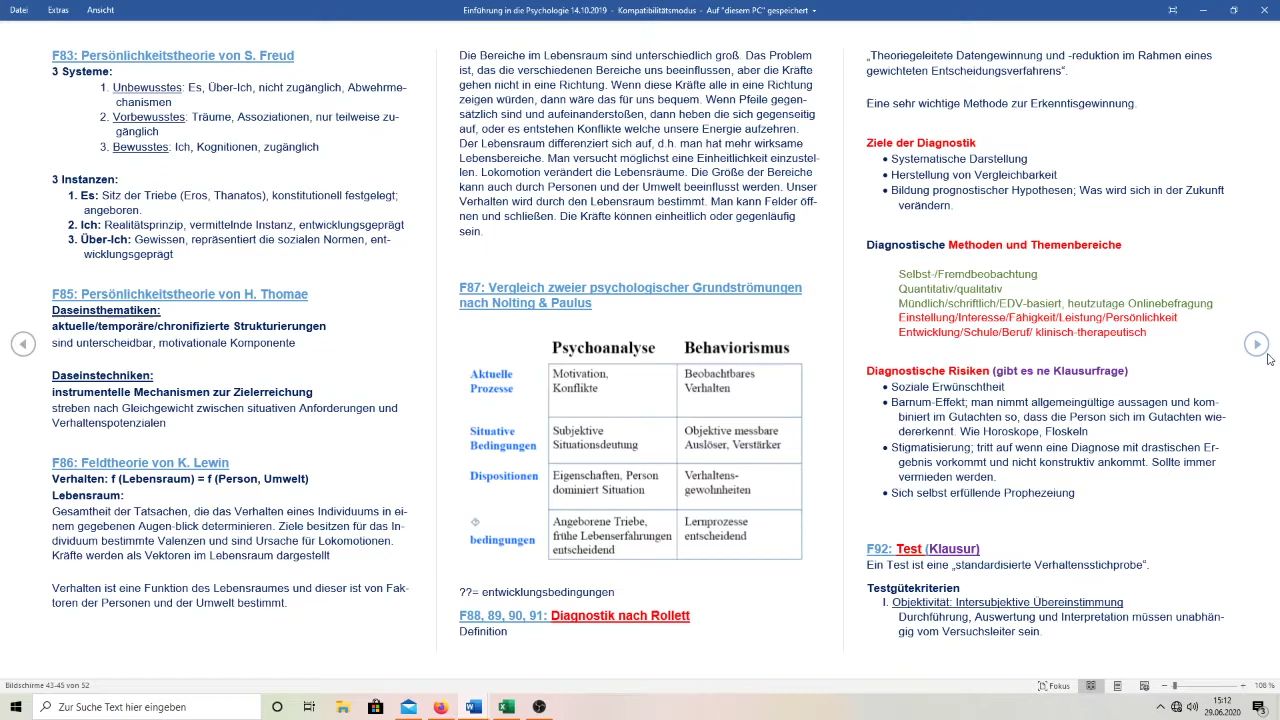 Datei Extras Ansicht
Einführung in die Psychologie 14.10.2019 - Kompatibilitätsmodus - Auf "diesem PC" gespeichert
F83: Persönlichkeitstheorie von S. Freud
3 Systeme:
1. Unbewusstes: Es, Über-Ich, nicht zugänglich, Abwehrme-
chanismen
2. Vorbewusstes: Träume, Assoziationen, nur teilweise zu-
gänglich
3. Bewusstes: Ich, Kognitionen, zugänglich
3 Instanzen:
1. Es: Sitz der Triebe (Eros, Thanatos), konstitutionell festgelegt;
angeboren.
2. Ich: Realitätsprinzip, vermittelnde Instanz, entwicklungsgeprägt
3. Über-Ich: Gewissen, repräsentiert die sozialen Normen, ent-
wicklungsgeprägt
F85: Persönlichkeitstheorie von H. Thomae
Daseinsthematiken:
aktuelle/temporäre/chronifizierte Strukturierungen
sind unterscheidbar, motivationale Komponente
Daseinstechniken:
instrumentelle Mechanismen zur Zielerreichung
streben nach Gleichgewicht zwischen situativen Anforderungen und
Verhaltenspotenzialen
F86: Feldtheorie von K. Lewin
Verhalten: f (Lebensraum) = f (Person, Umwelt)
Lebensraum:
Gesamtheit der Tatsachen, die das Verhalten eines Individuums in ei-
nem gegebenen Augen-blick determinieren. Ziele besitzen für das In-
dividuum bestimmte Valenzen und sind Ursache für Lokomotionen.
Kräfte werden als Vektoren im Lebensraum dargestellt
Verhalten ist eine Funktion des Lebensraumes und dieser ist von Fak-
toren der Personen und der Umwelt bestimmt.
Die Bereiche im Lebensraum sind unterschiedlich groß. Das Problem
ist, das die verschiedenen Bereiche uns beeinflussen, aber die Kräfte
gehen nicht in eine Richtung. Wenn diese Kräfte alle in eine Richtung
zeigen würden, dann wäre das für uns bequem. Wenn Pfeile gegen-
sätzlich sind und aufeinanderstoßen, dann heben die sich gegenseitig
auf, oder es entstehen Konflikte welche unsere Energie aufzehren.
Der Lebensraum differenziert sich auf, d.h. man hat mehr wirksame
Lebensbereiche. Man versucht möglichst eine Einheitlichkeit einzustel-
len. Lokomotion verändert die Lebensräume. Die Größe der Bereiche
kann auch durch Personen und der Umwelt beeinflusst werden. Unser
Verhalten wird durch den Lebensraum bestimmt. Man kann Felder öff-
nen und schließen. Die Kräfte können einheitlich oder gegenläufig
sein.
F87: Vergleich zweier psychologischer Grundströmungen
nach Nolting & Paulus
Psychoanalyse Behaviorismus
Aktuelle Motivation, Beobachtbares
Prozesse Konflikte Verhalten
Situative Subjektive Objektive messbare
Bedingungen Situationsdeutung Auslöser, Verstärker
Dispositionen Eigenschaften, Person Verhaltens-
dominiert Situation gewohnheiten
Angeborene Triebe, Lernprozesse
bedingungen frühe Lebenserfahrungen entscheidend
entscheidend
??= entwicklungsbedingungen
F88, 89, 90, 91: Diagnostik nach Rollett
Definition
„Theoriegeleitete Datengewinnung und -reduktion im Rahmen eines
gewichteten Entscheidungsverfahrens“.
Eine sehr wichtige Methode zur Erkenntisgewinnung.
Ziele der Diagnostik
• Systematische Darstellung
• Herstellung von Vergleichbarkeit
• Bildung prognostischer Hypothesen; Was wird sich in der Zukunft
verändern.
Diagnostische Methoden und Themenbereiche
Selbst-/Fremdbeobachtung
Quantitativ/qualitativ
Mündlich/schriftlich/EDV-basiert, heutzutage Onlinebefragung
Einstellung/Interesse/Fähigkeit/Leistung/Persönlichkeit
Entwicklung/Schule/Beruf/ klinisch-therapeutisch
Diagnostische Risiken (gibt es ne Klausurfrage)
• Soziale Erwünschtheit
• Barnum-Effekt; man nimmt allgemeingültige aussagen und kom-
biniert im Gutachten so, dass die Person sich im Gutachten wie-
dererkennt. Wie Horoskope, Floskeln
• Stigmatisierung; tritt auf wenn eine Diagnose mit drastischen Er-
gebnis vorkommt und nicht konstruktiv ankommt. Sollte immer
vermieden werden.
• Sich selbst erfüllende Prophezeiung
F92: Test (Klausur)
Ein Test ist eine „standardisierte Verhaltensstichprobe“.
Testgütekriterien
I. Objektivität: Intersubjektive Übereinstimmung
Durchführung, Auswertung und Interpretation müssen unabhän-
gig vom Versuchsleiter sein.
Bildschirme 43-45 von 52
Fokus
108 %
Zur Suche Text hier eingeben
15:12
29.06.2020
3